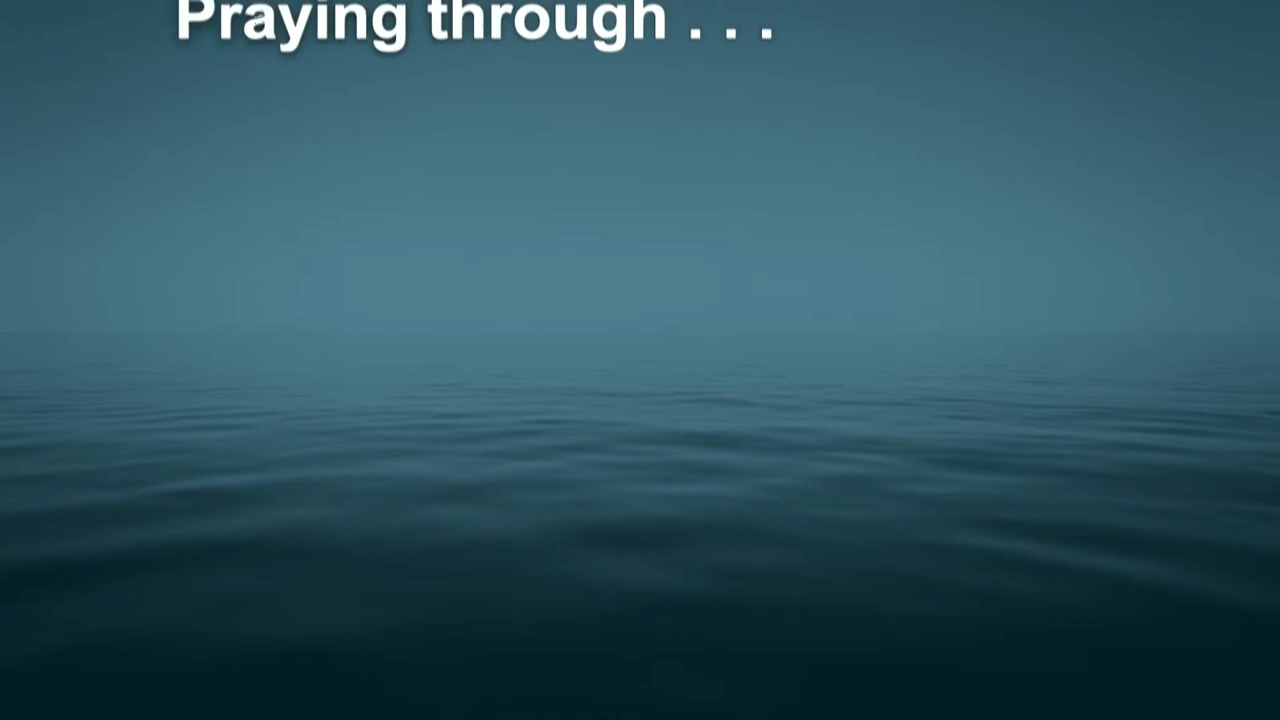 Praying through . . .